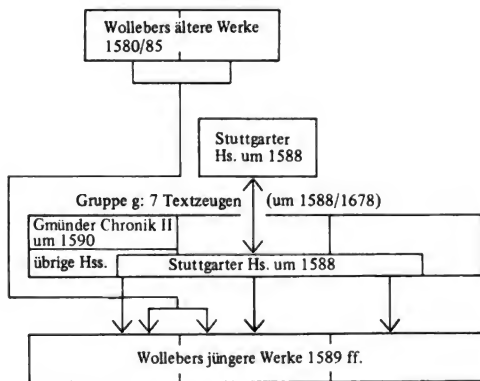 Wollebers ältere Werke
1580/85
Stuttgarter
Hs. um 1588
Gruppe g: 7 Textzeugen (um 1588/1678)
Gmünder Chronik II
um 1590
übrige Hss.
Stuttgarter Hs. um 1588
Wollebers jüngere Werke 1589 ff.